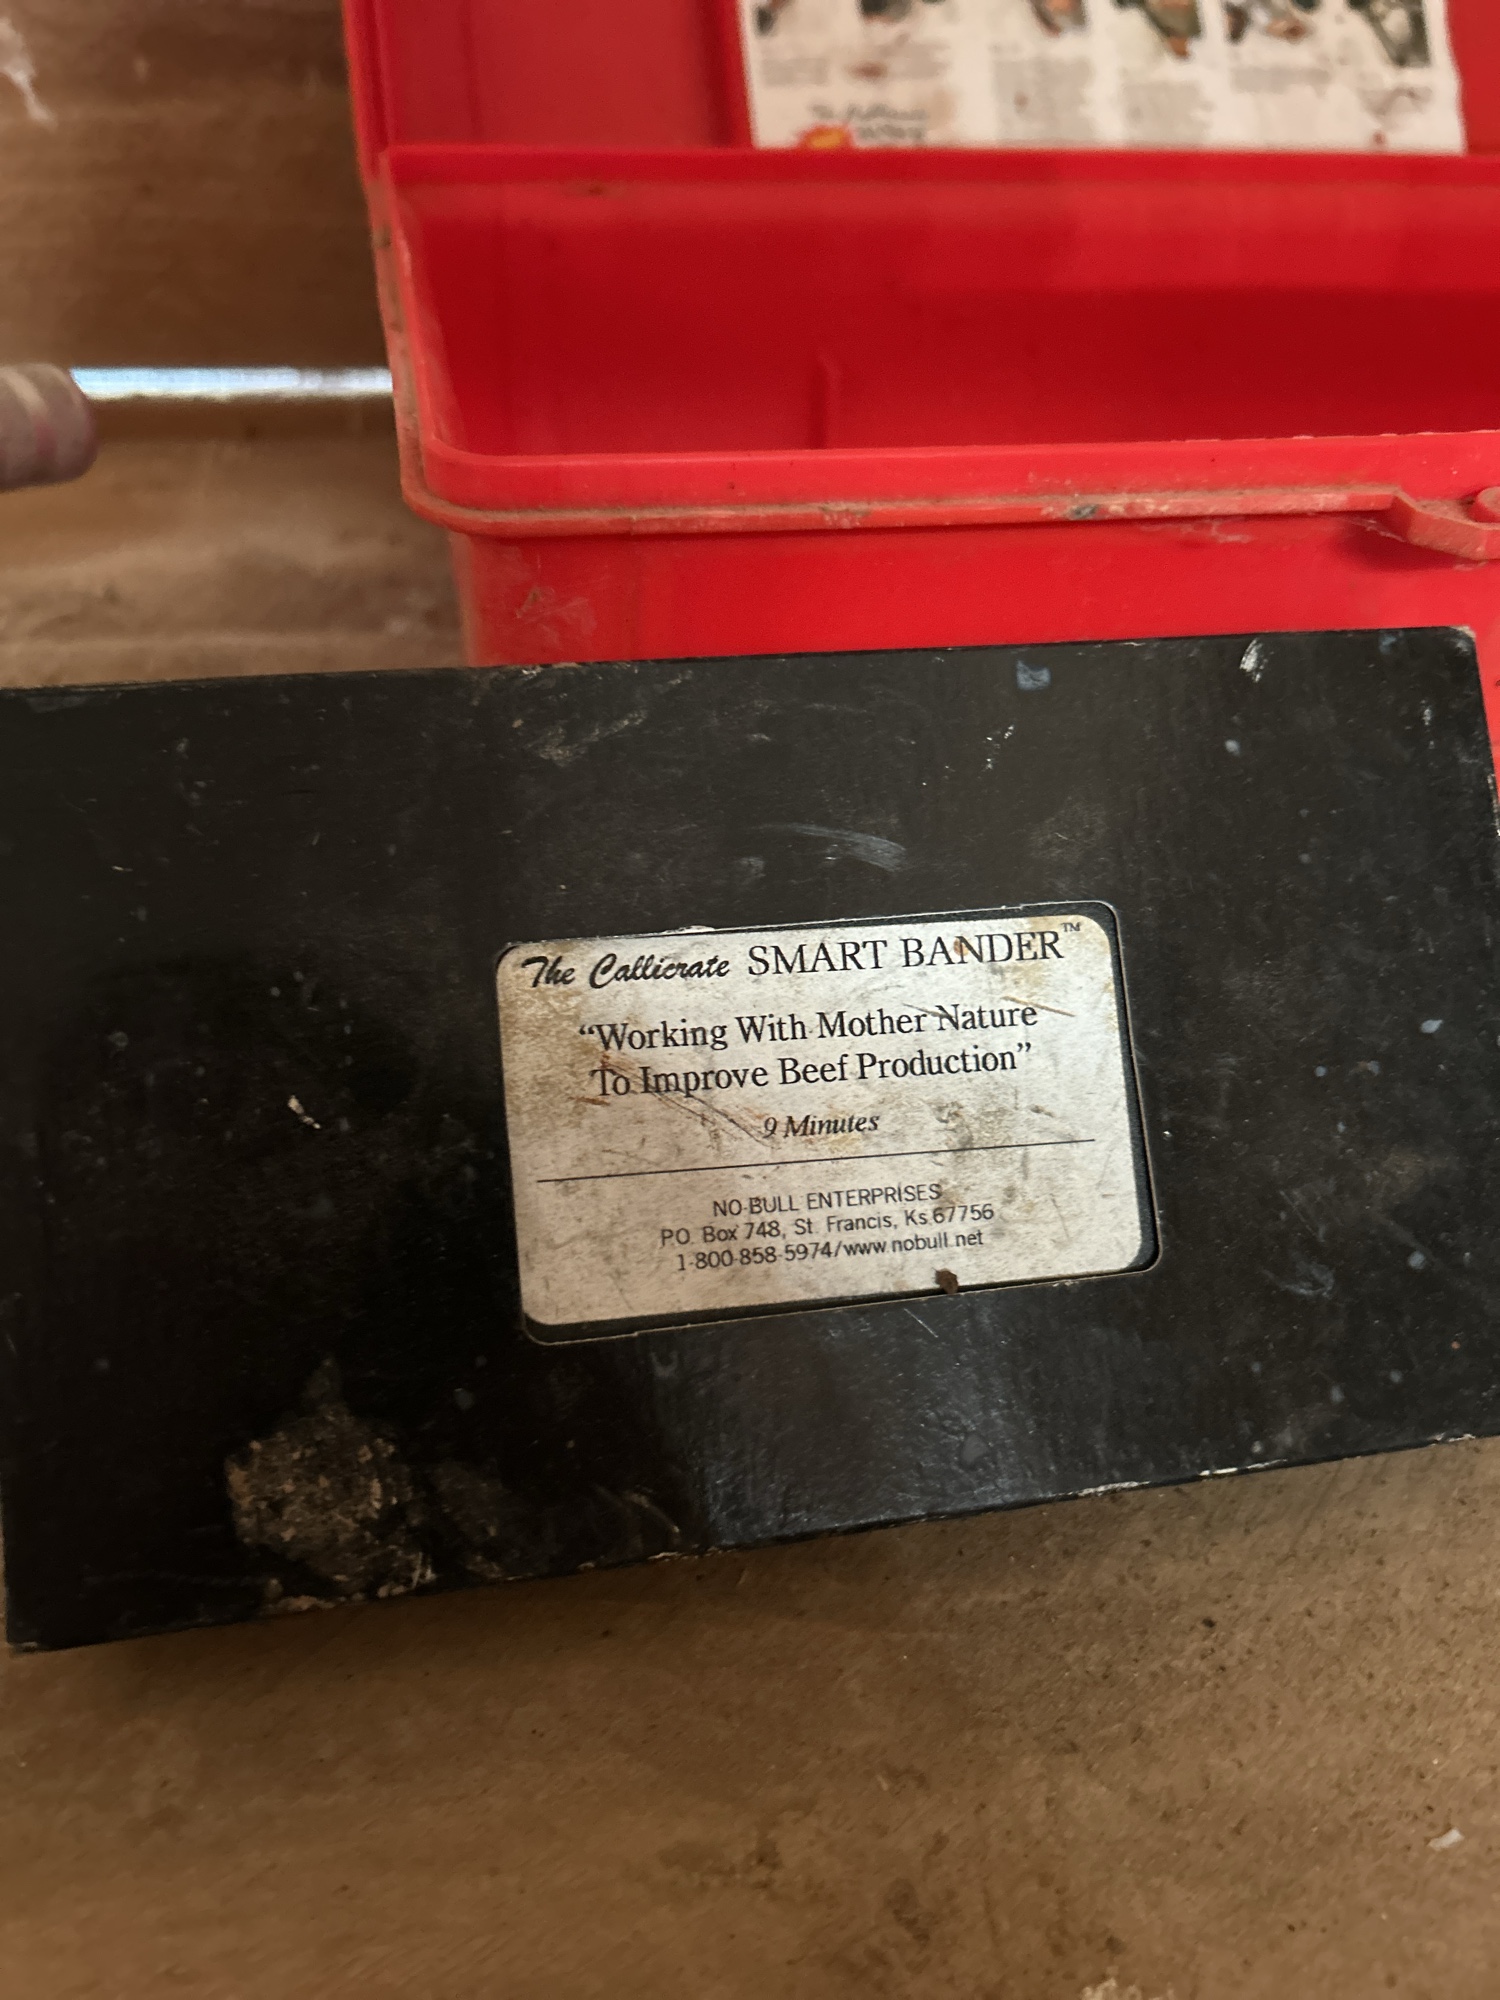 The Callicrate SMART BANDER™
“Working With Mother Nature
To Improve Beef Production”
9 Minutes
NO-BULL ENTERPRISES
PO. Box 748, St. Francis, Ks 67756
1-800-858-5974/www.nobull.net